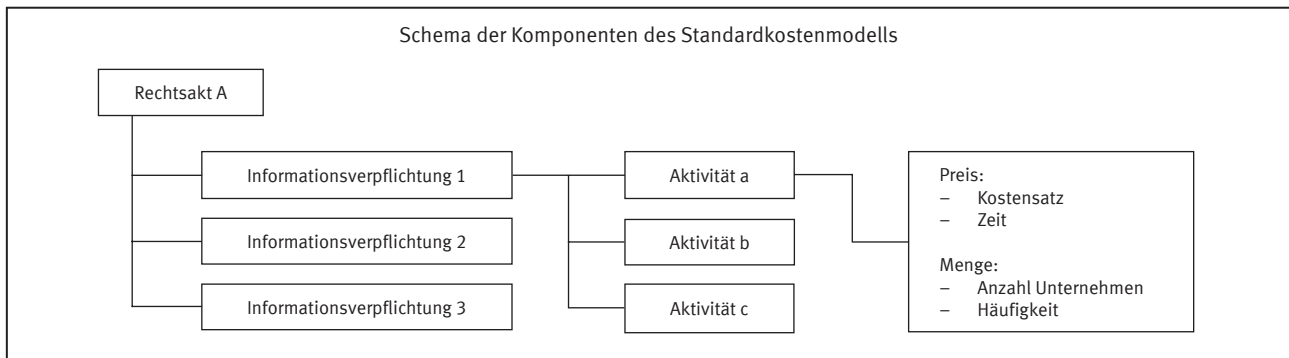 Schema der Komponenten des Standardkostenmodells
Rechtsakt A
Informationsverpflichtung 1
Aktivität a
Preis:
– Kostensatz
– Zeit
Informationsverpflichtung 2
Aktivität b
Menge:
– Anzahl Unternehmen
– Häufigkeit
Informationsverpflichtung 3
Aktivität c